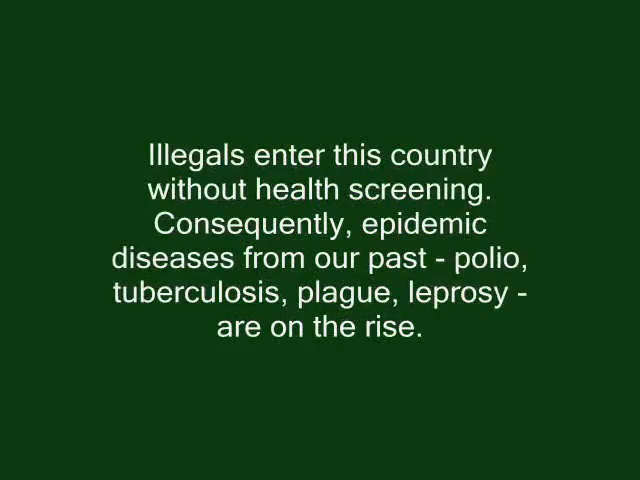 Illegals enter this country
without health screening.
Consequently, epidemic
diseases from our past - polio,
tuberculosis, plague, leprosy -
are on the rise.